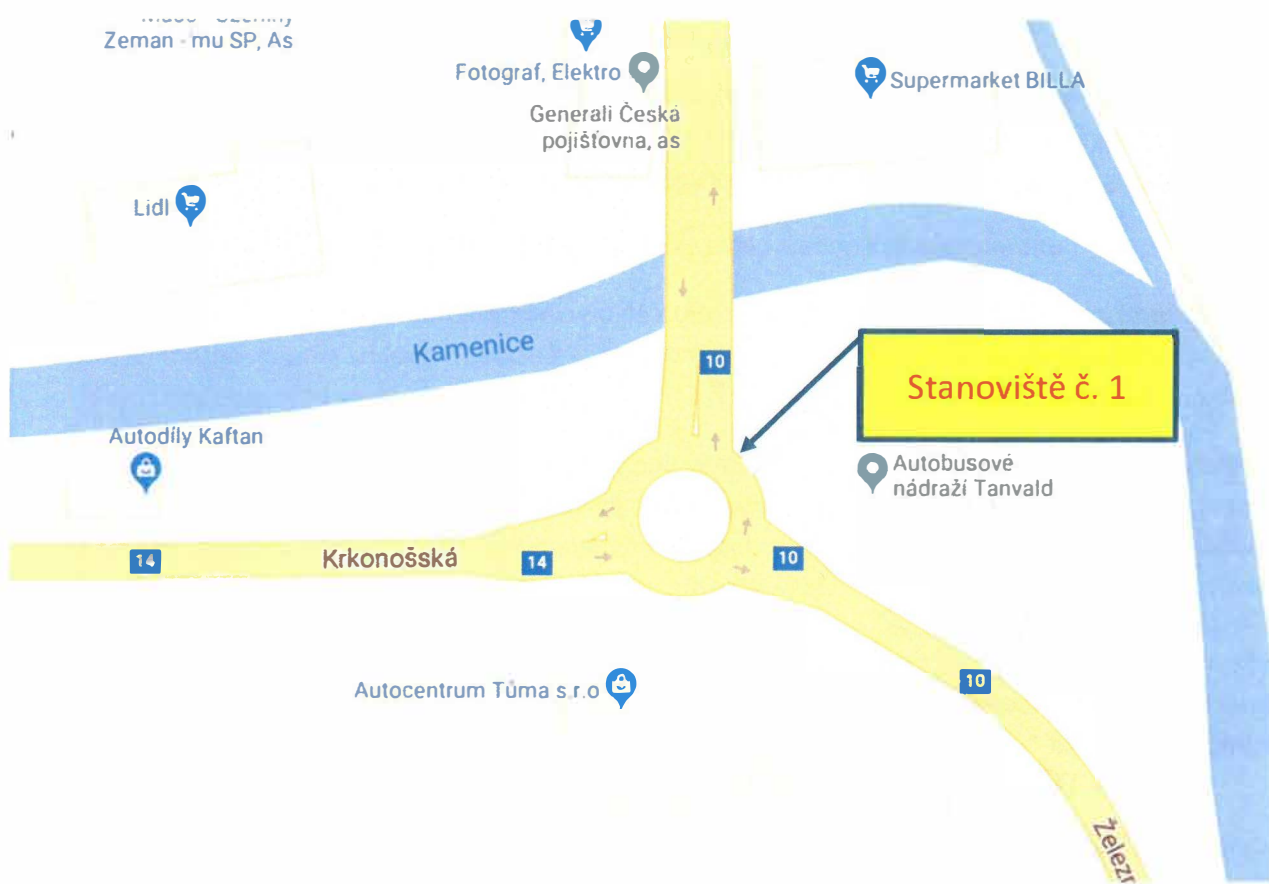 Zeman - mu SP, As
Fotograf, Elektro
Supermarket BILLA
Generali Česká
pojišťovna, as
Lidl
Kamenice
10
Stanoviště č. 1
Autodíly Kaftan
Autobusové
nádraží Tanvald
14
Krkonošská
14
10
10
Autocentrum Tůma s.r.o